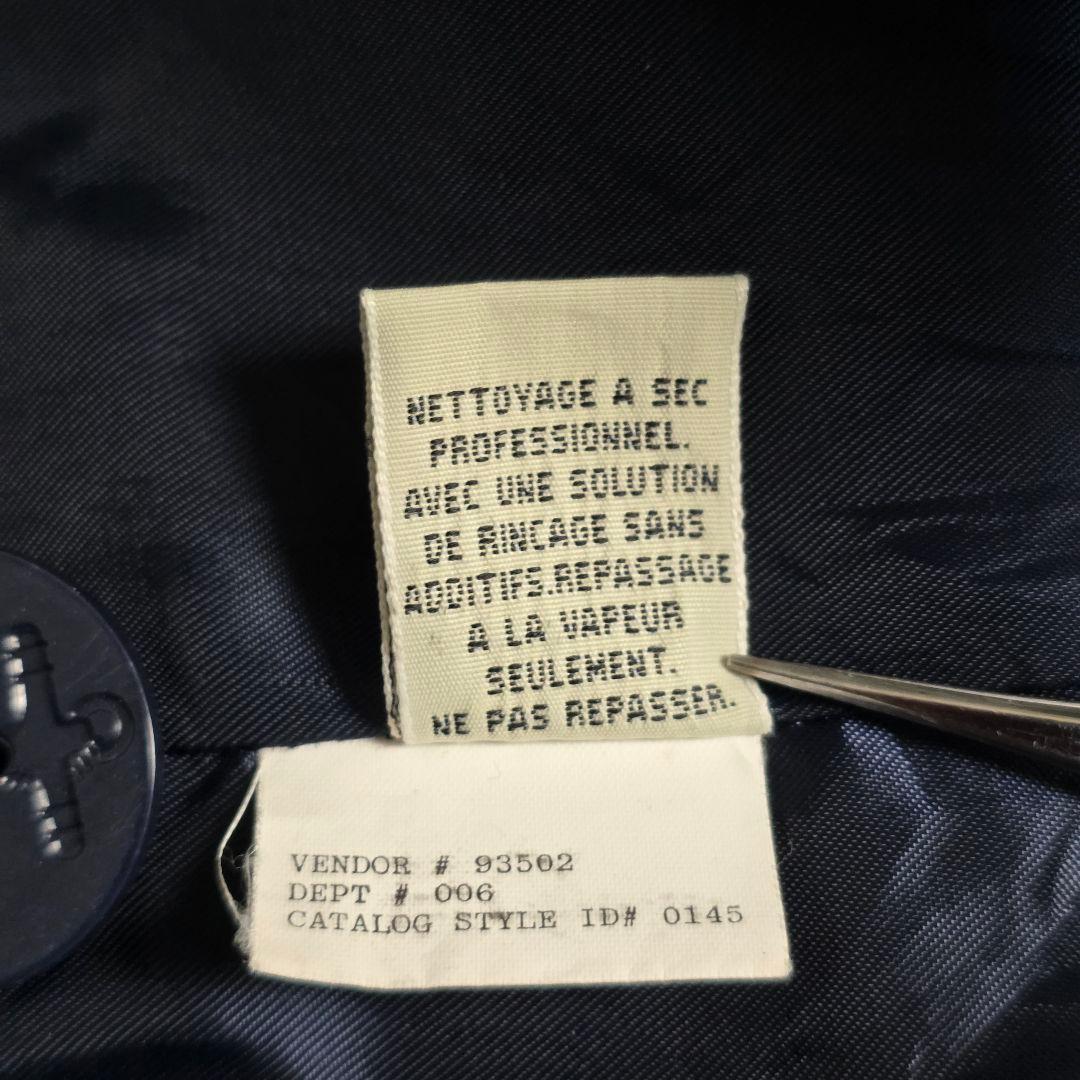 NETTOYAGE A SEC
PROFESSIONNEL.
AVEC UNE SOLUTION
DE RINCAGE SANS
ADDITIFS.REPASSAGE
A LA VAPEUR
SEULEMENT.
NE PAS REPASSER.
VENDOR # 93502
DEPT # 006
CATALOG STYLE ID# 0145